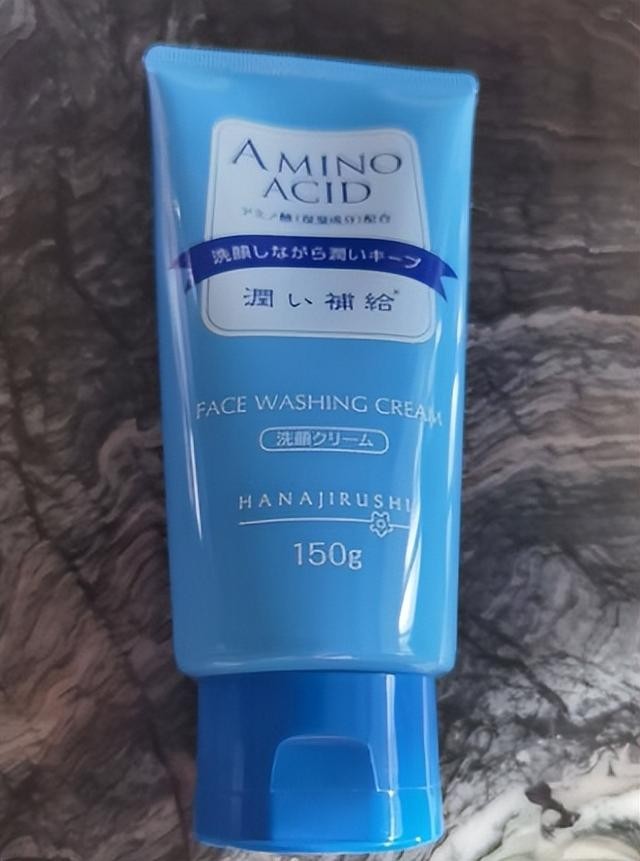 AMINO
ACID
アミノ酸(保湿成分)配合
洗顔しながら潤いキープ
潤い補給*
FACE WASHING CREAM
洗顔クリーム
HANAJIRUSHI
150g